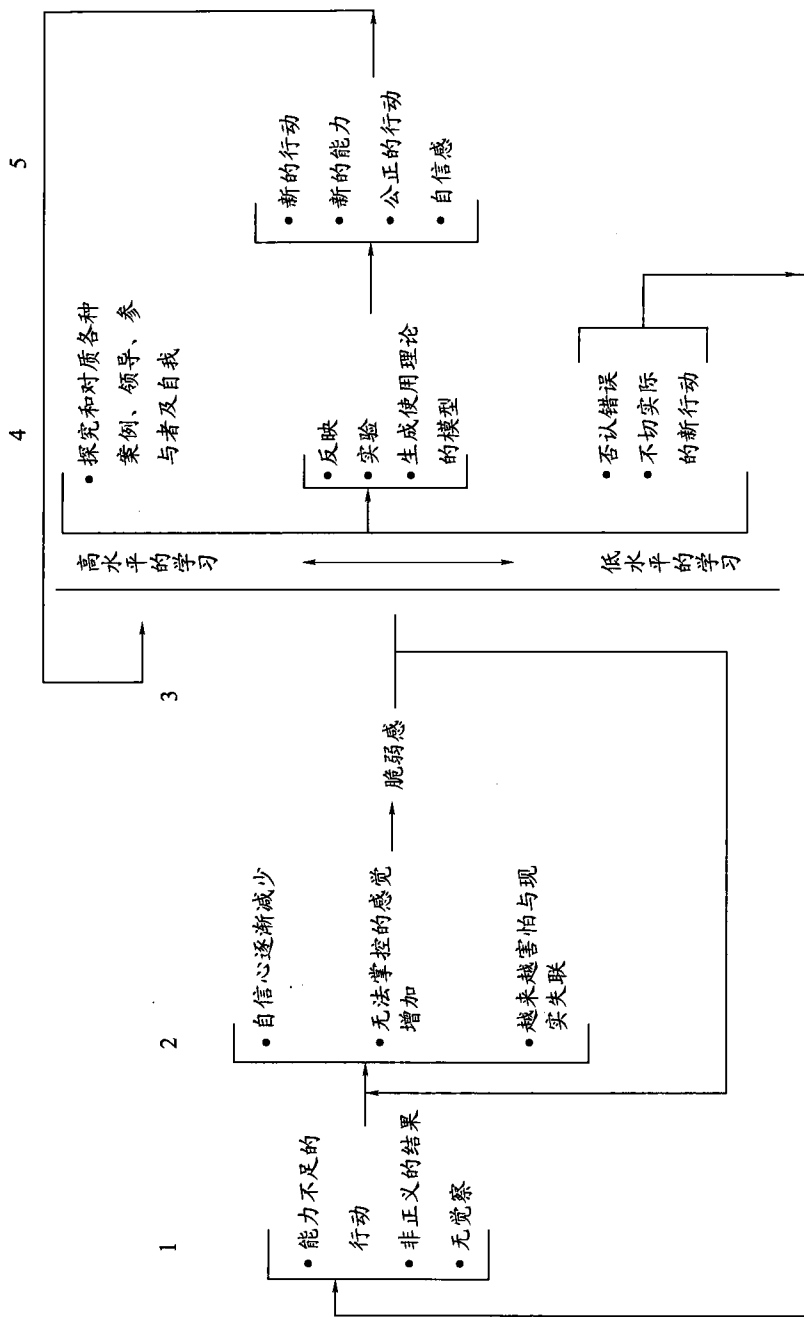 1
2
3
4
5
• 能力不足的
行动
• 非正义的结果
• 无觉察
• 自信心逐渐减少
• 无法掌控的感觉
增加
• 越来越害怕与现
实失联
脆弱感
高水平的学习
低水平的学习
• 探究和对质各种
案例、领导、参
与者及自我
• 反映
• 实验
• 生成使用理论
的模型
• 否认错误
• 不切实际
的新行动
• 新的行动
• 新的能力
• 公正的行动
• 自信感